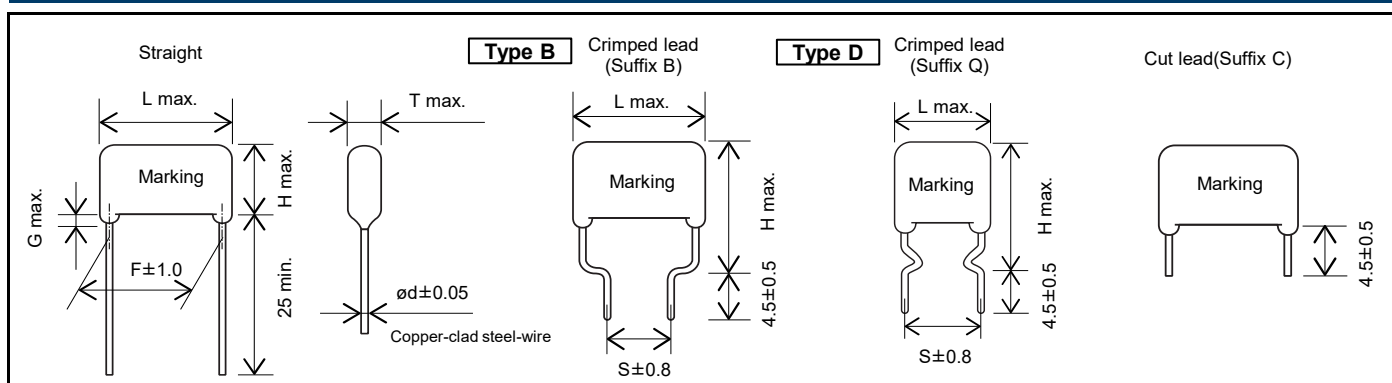 Straight
L max.
T max.
H max.
Marking
G max.
F±1.0
25 min.
ød±0.05
Copper-clad steel-wire
Type B
Crimped lead
(Suffix B)
L max.
Marking
H max.
4.5±0.5
S±0.8
Type D
Crimped lead
(Suffix Q)
L max.
Marking
H max.
4.5±0.5
S±0.8
Cut lead(Suffix C)
Marking
4.5±0.5